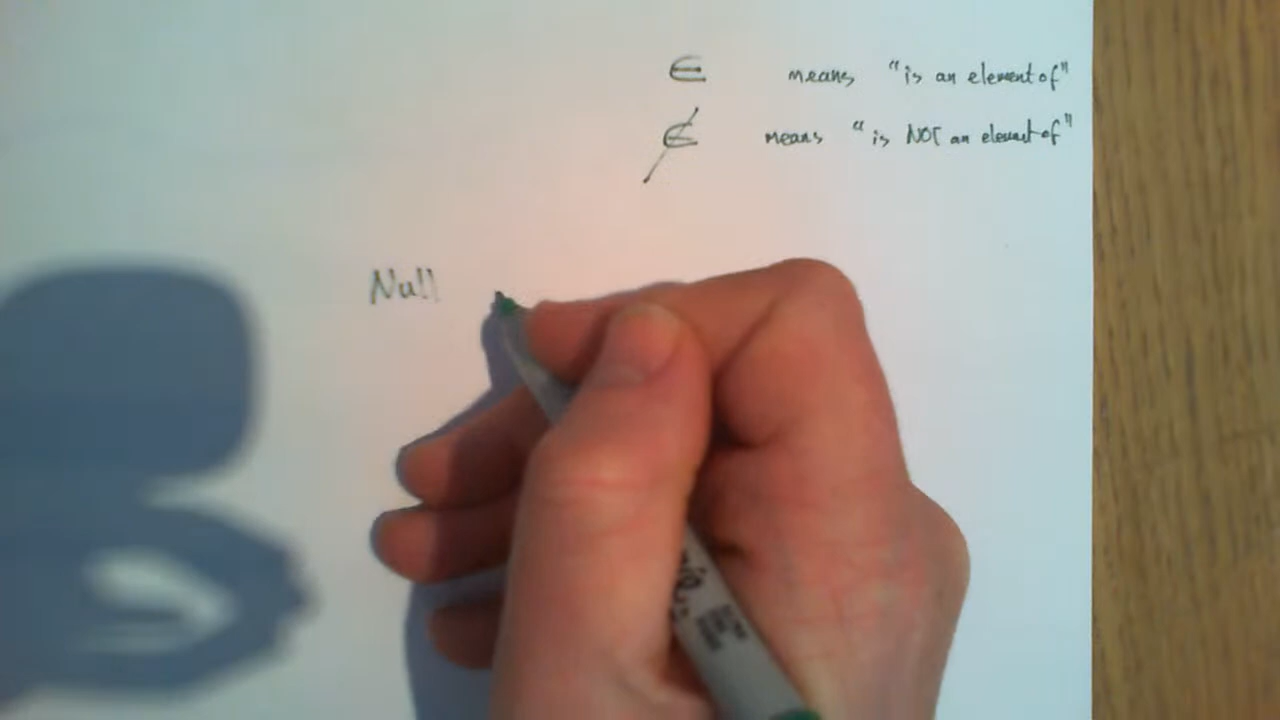 ∈ means "is an element of"
∉ means "is NOT an element of"
Null